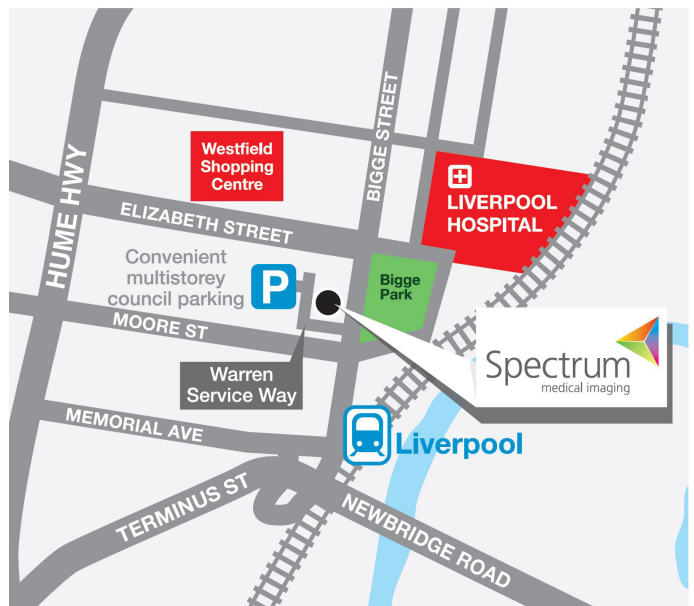 BIGGE STREET
HUME HWY
Westfield
Shopping
Centre
LIVERPOOL
HOSPITAL
ELIZABETH STREET
Convenient
multistorey
council parking
P
Bigge
Park
MOORE ST
Warren
Service Way
Spectrum
medical imaging
MEMORIAL AVE
Liverpool
TERMINUS ST
NEWBRIDGE ROAD